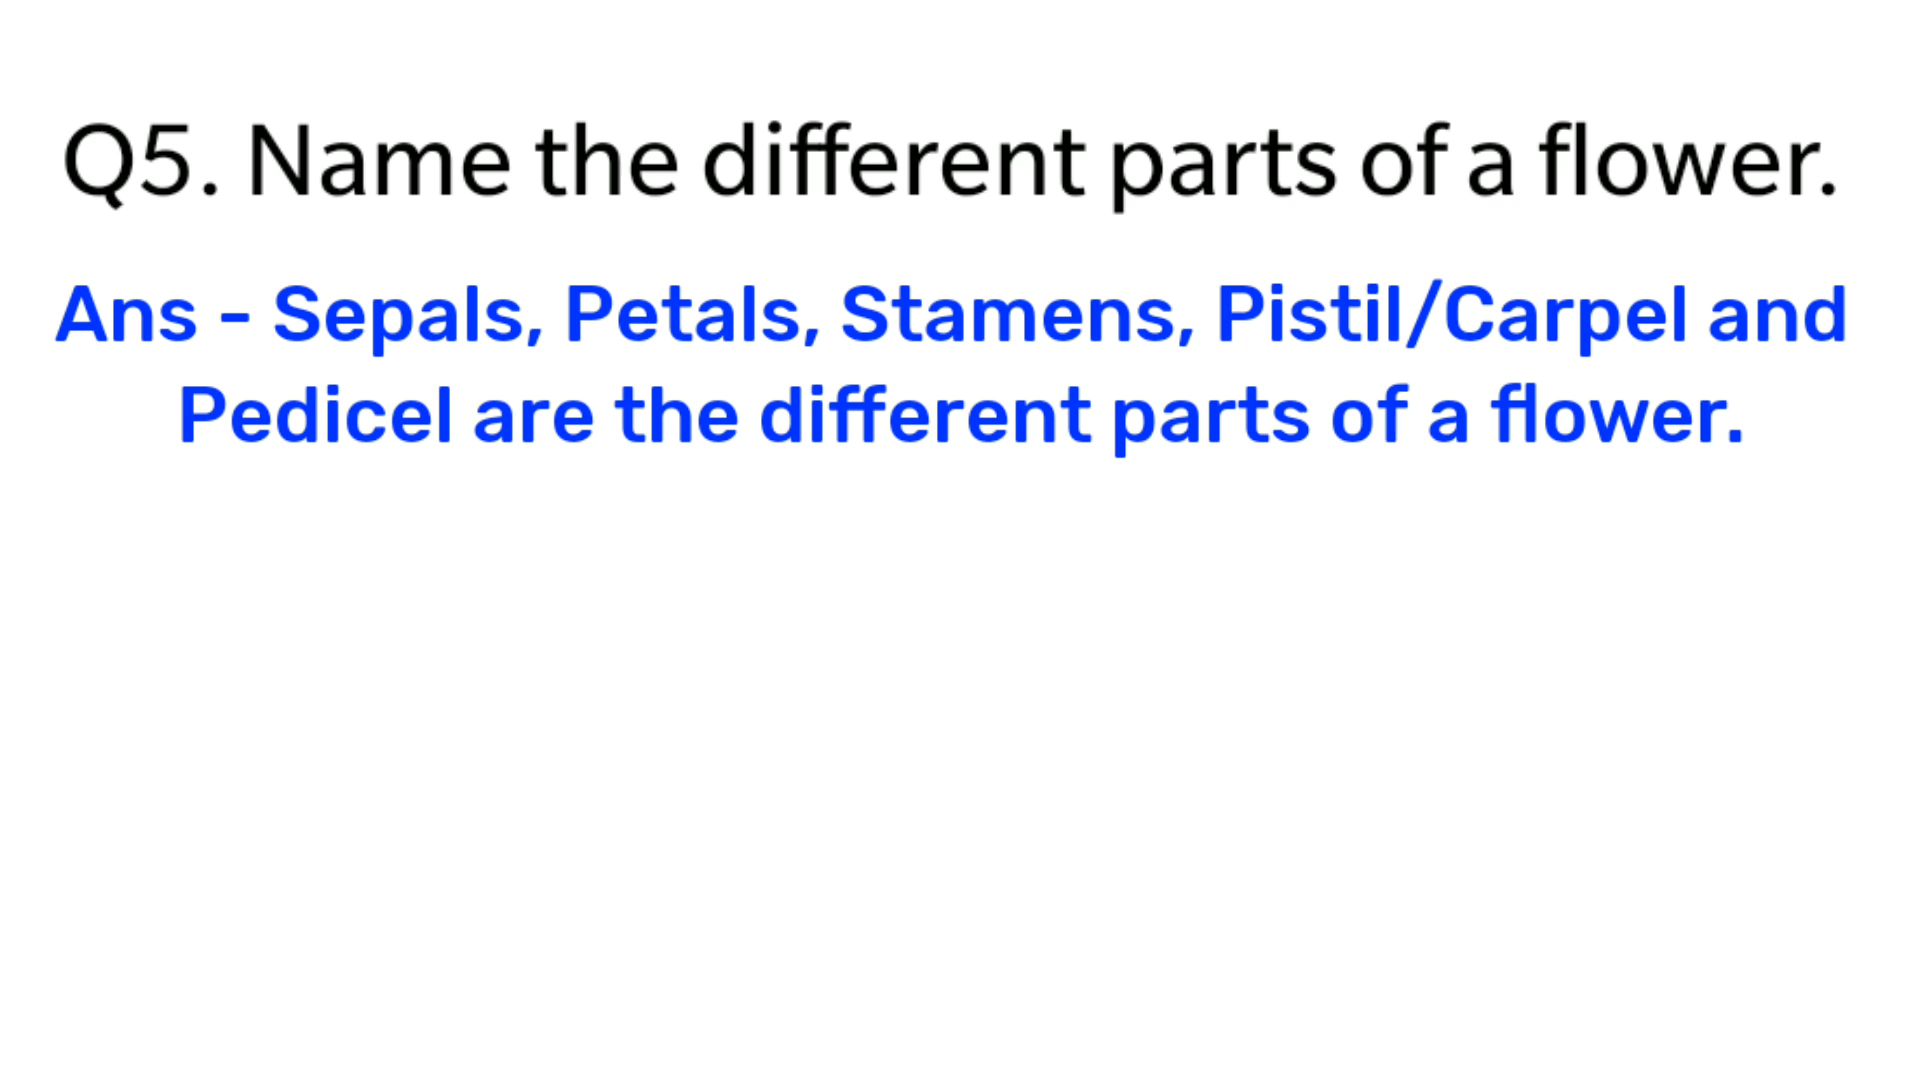 Q5. Name the different parts of a flower.
Ans - Sepals, Petals, Stamens, Pistil/Carpel and
Pedicel are the different parts of a flower.